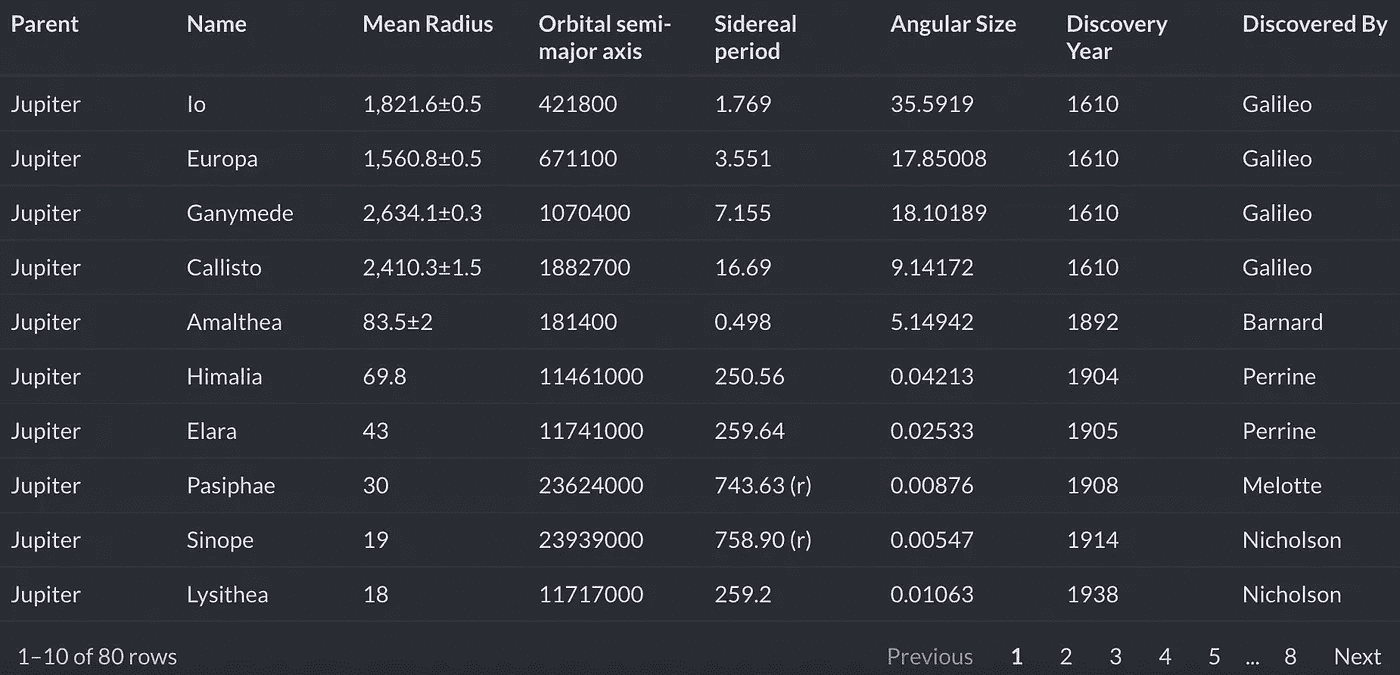 Parent Name Mean Radius Orbital semi-major axis Sidereal period Angular Size Discovery Year Discovered By
Jupiter Io 1,821.6±0.5 421800 1.769 35.5919 1610 Galileo
Jupiter Europa 1,560.8±0.5 671100 3.551 17.85008 1610 Galileo
Jupiter Ganymede 2,634.1±0.3 1070400 7.155 18.10189 1610 Galileo
Jupiter Callisto 2,410.3±1.5 1882700 16.69 9.14172 1610 Galileo
Jupiter Amalthea 83.5±2 181400 0.498 5.14942 1892 Barnard
Jupiter Himalia 69.8 11461000 250.56 0.04213 1904 Perrine
Jupiter Elara 43 11741000 259.64 0.02533 1905 Perrine
Jupiter Pasiphae 30 23624000 743.63 (r) 0.00876 1908 Melotte
Jupiter Sinope 19 23939000 758.90 (r) 0.00547 1914 Nicholson
Jupiter Lysithea 18 11717000 259.2 0.01063 1938 Nicholson
1–10 of 80 rows Previous 1 2 3 4 5 ... 8 Next